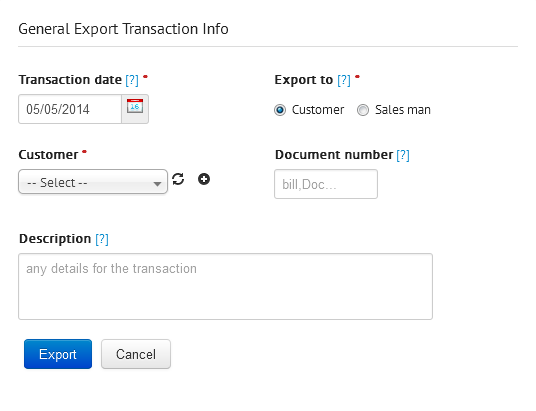 General Export Transaction Info
Transaction date [?] *
Export to [?] *
05/05/2014
16
Customer
Sales man
Customer *
Document number [?]
-- Select --
bill,Doc...
Description [?]
any details for the transaction
Export
Cancel